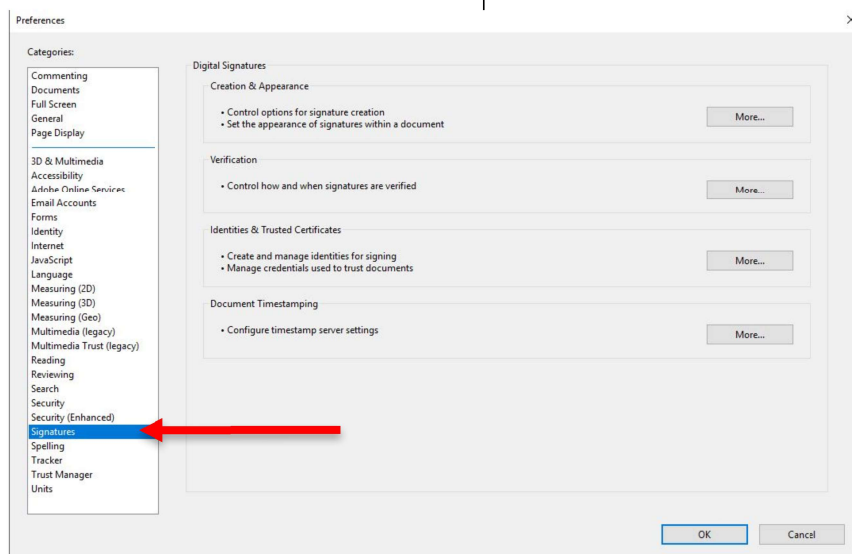 Preferences
Categories:
Commenting
Documents
Full Screen
General
Page Display
3D & Multimedia
Accessibility
Adobe Online Services
Email Accounts
Forms
Identity
Internet
JavaScript
Language
Measuring (2D)
Measuring (3D)
Measuring (Geo)
Multimedia (legacy)
Multimedia Trust (legacy)
Reading
Reviewing
Search
Security
Security (Enhanced)
Signatures
Spelling
Tracker
Trust Manager
Units
Digital Signatures
Creation & Appearance
• Control options for signature creation
• Set the appearance of signatures within a document
More...
Verification
• Control how and when signatures are verified
More...
Identities & Trusted Certificates
• Create and manage identities for signing
• Manage credentials used to trust documents
More...
Document Timestamping
• Configure timestamp server settings
More...
OK
Cancel